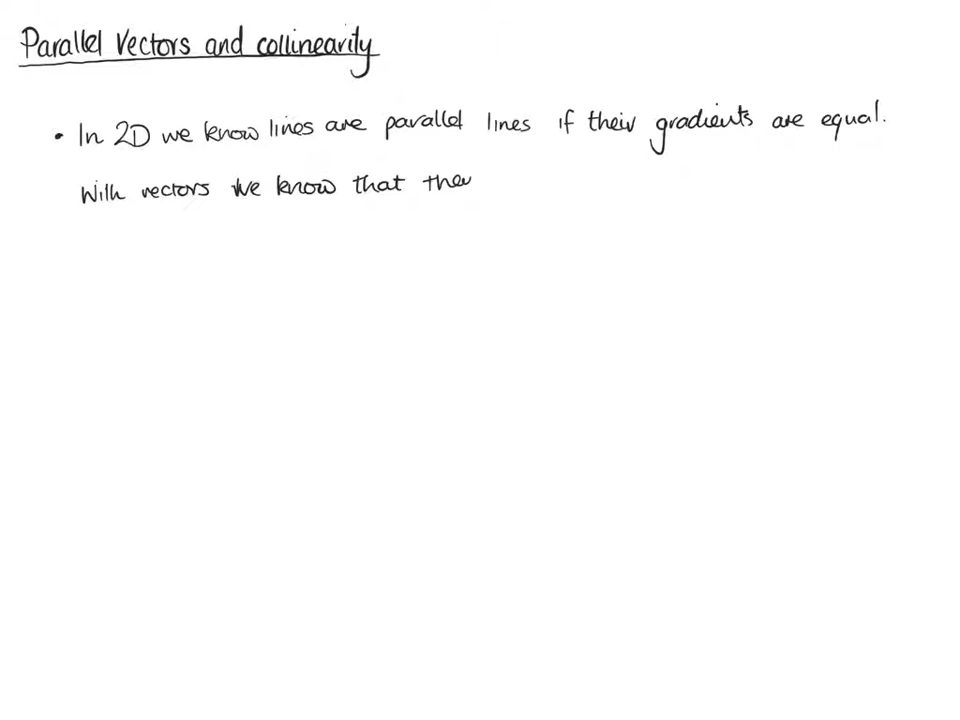 Parallel Vectors and collinearity
• In 2D we know lines are parallel lines if their gradients are equal.
With vectors we know that